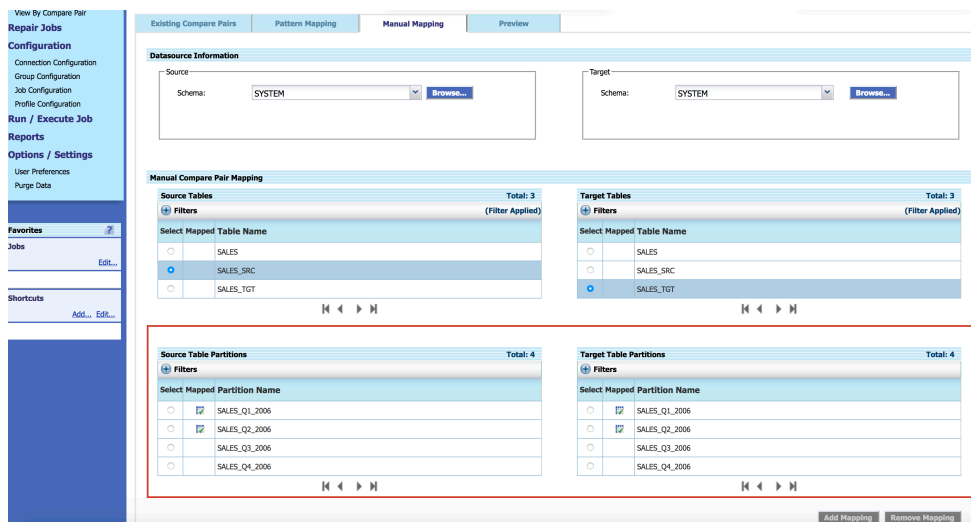 View By Compare Pair
Repair Jobs
Configuration
Connection Configuration
Group Configuration
Job Configuration
Profile Configuration
Run / Execute Job
Reports
Options / Settings
User Preferences
Purge Data
Favorites ?
Jobs
Edit...
Shortcuts
Add... Edit...
Existing Compare Pairs Pattern Mapping Manual Mapping Preview
Datasource Information
Source
Schema: SYSTEM Browse...
Target
Schema: SYSTEM Browse...
Manual Compare Pair Mapping
Source Tables Total: 3
Filters (Filter Applied)
Select Mapped Table Name
SALES
SALES_SRC
SALES_TGT
Target Tables Total: 3
Filters (Filter Applied)
Select Mapped Table Name
SALES
SALES_SRC
SALES_TGT
Source Table Partitions Total: 4
Filters
Select Mapped Partition Name
SALES_Q1_2006
SALES_Q2_2006
SALES_Q3_2006
SALES_Q4_2006
Target Table Partitions Total: 4
Filters
Select Mapped Partition Name
SALES_Q1_2006
SALES_Q2_2006
SALES_Q3_2006
SALES_Q4_2006
Add Mapping Remove Mapping